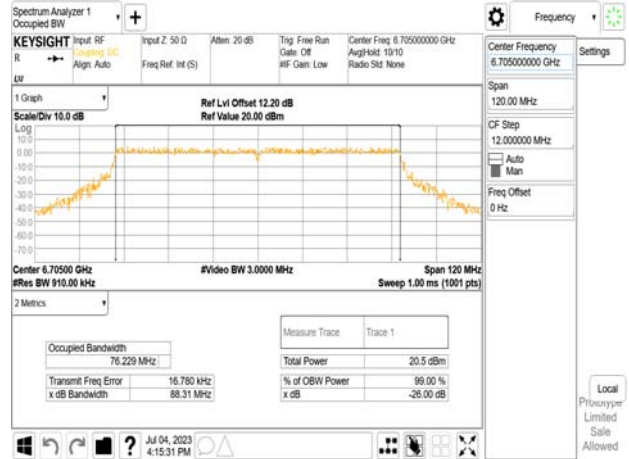 Spectrum Analyzer 1
Occupied BW
KEYSIGHT
R
Input: RF
Coupling: DC
Align: Auto
Input Z: 50 Ω
Freq Ref: Int (S)
Atten: 20 dB
Trig: Free Run
Gate: Off
#IF Gain: Low
Center Freq: 6.705000000 GHz
Avg|Hold: 10/10
Radio Std: None
1 Graph
Scale/Div 10.0 dB
Ref Lvl Offset 12.20 dB
Ref Value 20.00 dBm
Log
10.0
0.00
-10.0
-20.0
-30.0
-40.0
-50.0
-60.0
-70.0
Center 6.70500 GHz
#Res BW 910.00 kHz
#Video BW 3.0000 MHz
Span 120 MHz
Sweep 1.00 ms (1001 pts)
2 Metrics
Measure Trace Trace 1
Occupied Bandwidth
76.229 MHz
Total Power 20.5 dBm
Transmit Freq Error 16.780 kHz
% of OBW Power 99.00 %
x dB Bandwidth 88.31 MHz
x dB -26.00 dB
Jul 04, 2023
4:15:31 PM
Frequency
Settings
Center Frequency
6.705000000 GHz
Span
120.00 MHz
CF Step
12.000000 MHz
Auto
Man
Freq Offset
0 Hz
Local
Prototype
Limited
Sale
Allowed